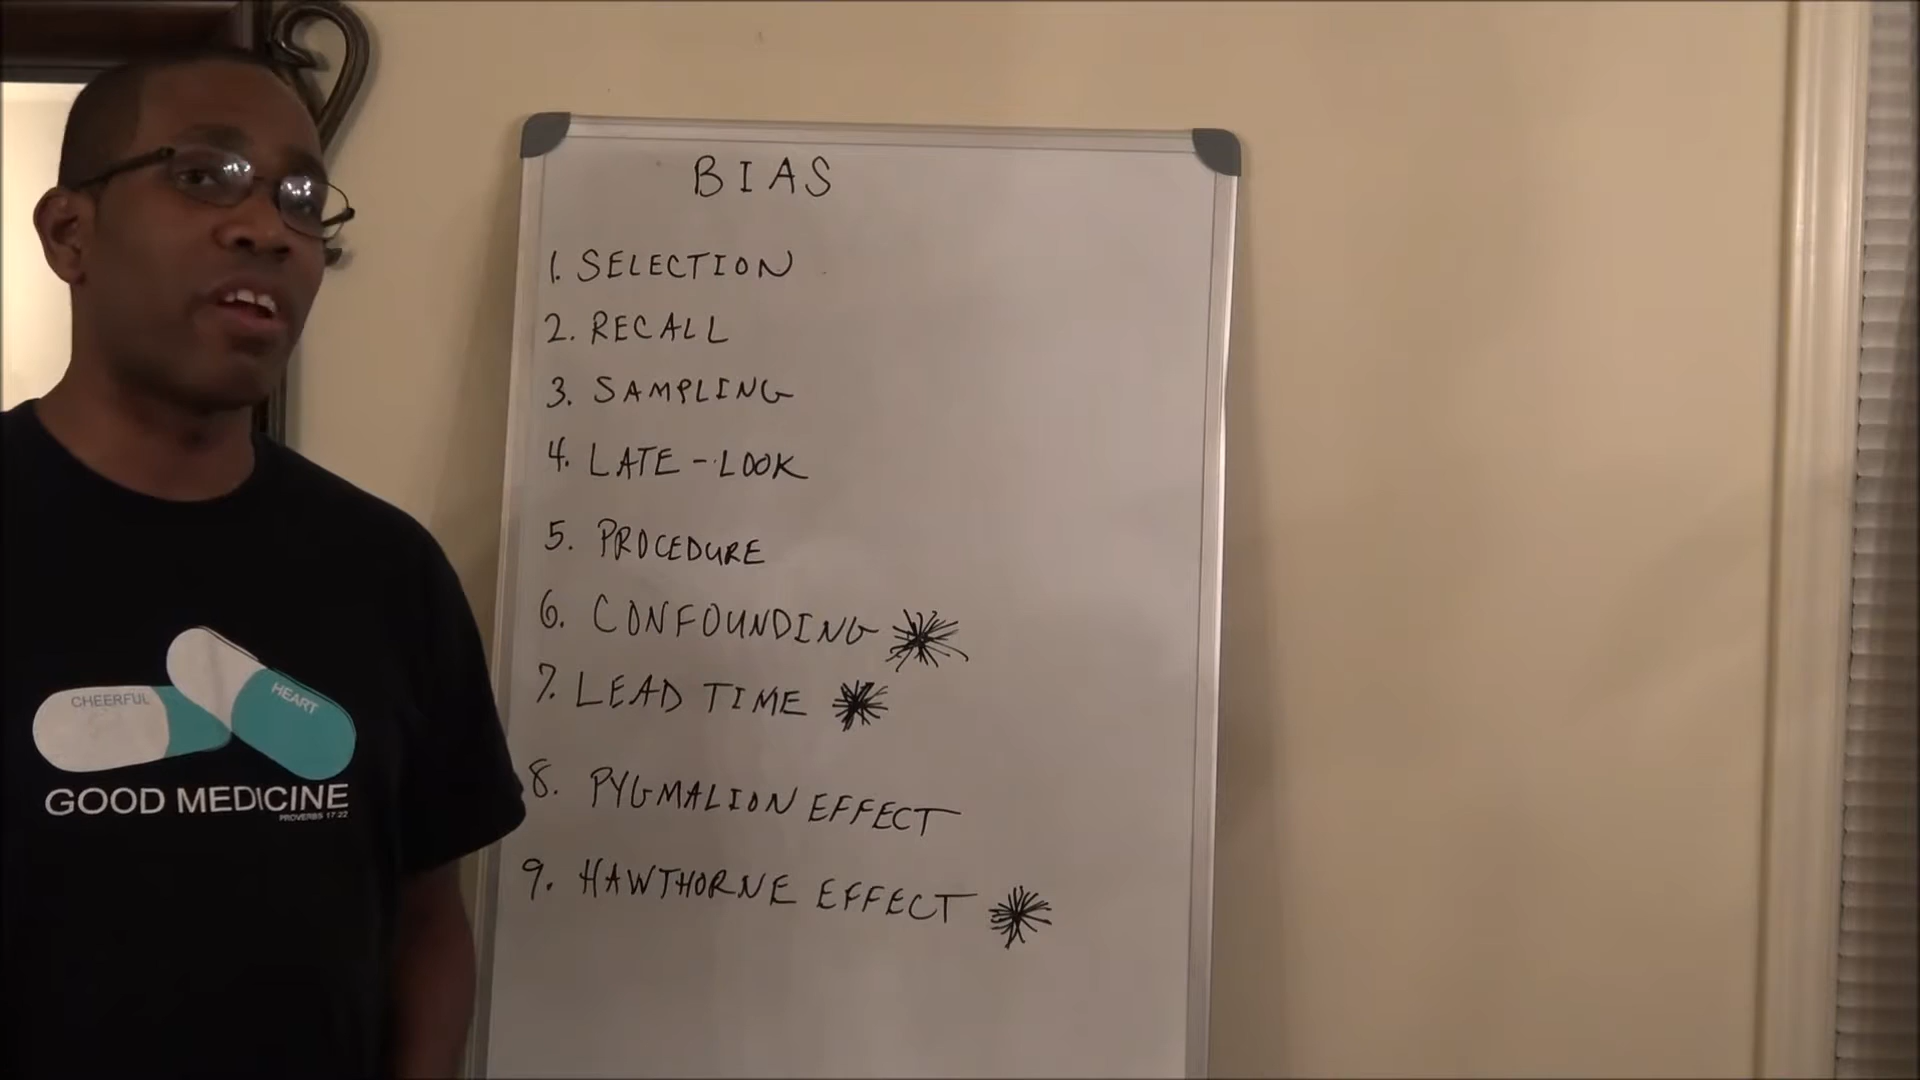 BIAS
1. SELECTION
2. RECALL
3. SAMPLING
4. LATE-LOOK
5. PROCEDURE
6. CONFOUNDING
7. LEAD TIME
8. PYGMALION EFFECT
9. HAWTHORNE EFFECT
CHEERFUL
HEART
GOOD MEDICINE
PROVERBS 17:22